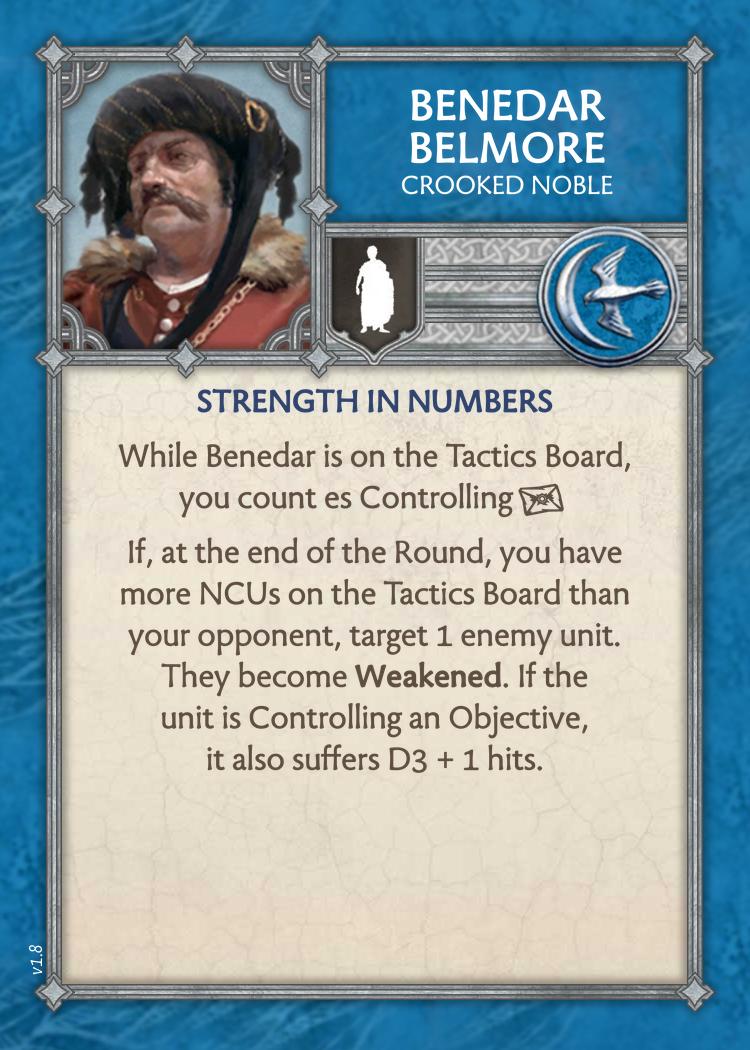 BENEDAR
BELMORE
CROOKED NOBLE
STRENGTH IN NUMBERS
While Benedar is on the Tactics Board,
you count es Controlling
If, at the end of the Round, you have
more NCUs on the Tactics Board than
your opponent, target 1 enemy unit.
They become Weakened. If the
unit is Controlling an Objective,
it also suffers D3 + 1 hits.
v1.8